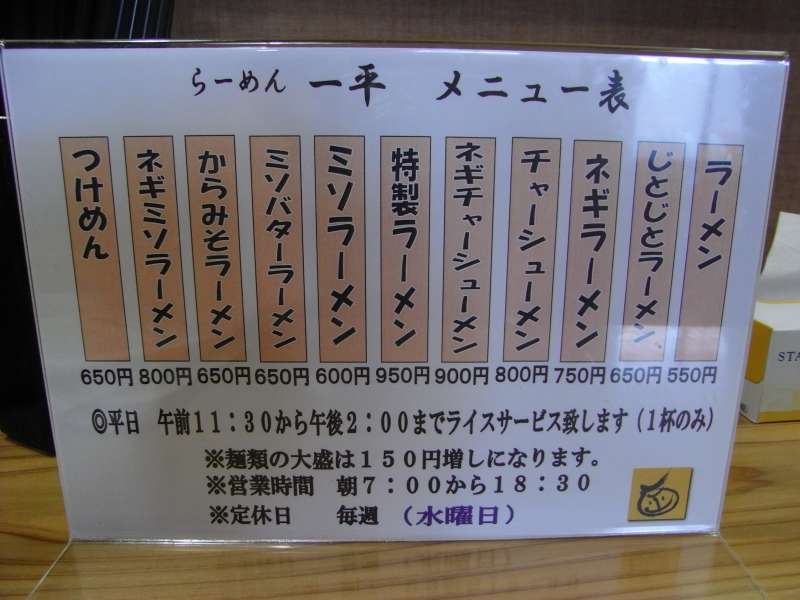 らーめん 一平 メニュー表
ラーメン
じとじとラーメン
ネギラーメン
チャーシューメン
ネギチャーシューメン
特製ラーメン
ミソラーメン
ミソバターラーメン
からみそラーメン
ネギミソラーメン
つけめん
650円 800円 650円 650円 600円 950円 900円 800円 750円 650円 550円
◎平日 午前11:30から午後2:00までライスサービス致します(1杯のみ)
※麺類の大盛は150円増しになります。
※営業時間 朝7:00から18:30
※定休日 毎週 (水曜日)
STA